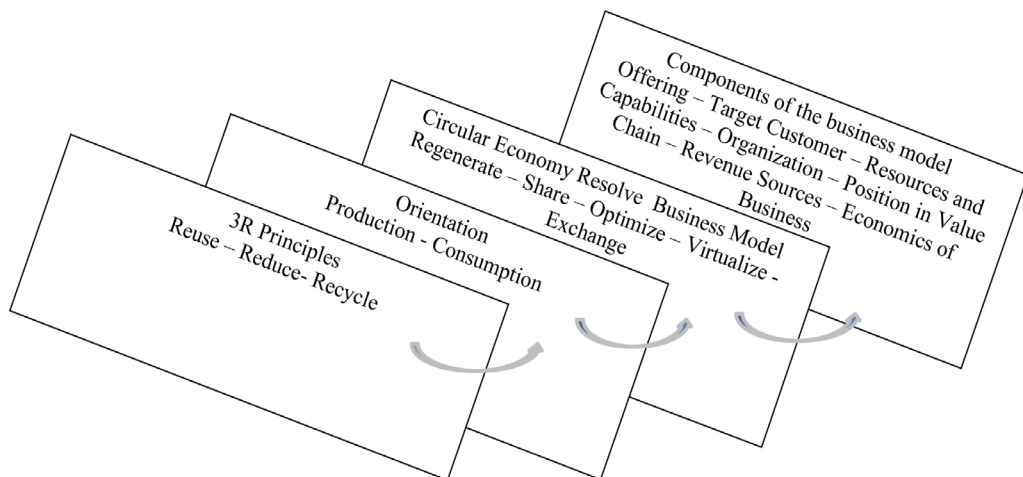 3R Principles
Reuse – Reduce- Recycle
Orientation
Production - Consumption
Circular Economy Resolve Business Model
Regenerate – Share – Optimize – Virtualize -
Exchange
Components of the business model
Offering – Target Customer – Resources and
Capabilities – Organization – Position in Value
Chain – Revenue Sources – Economics of
Business